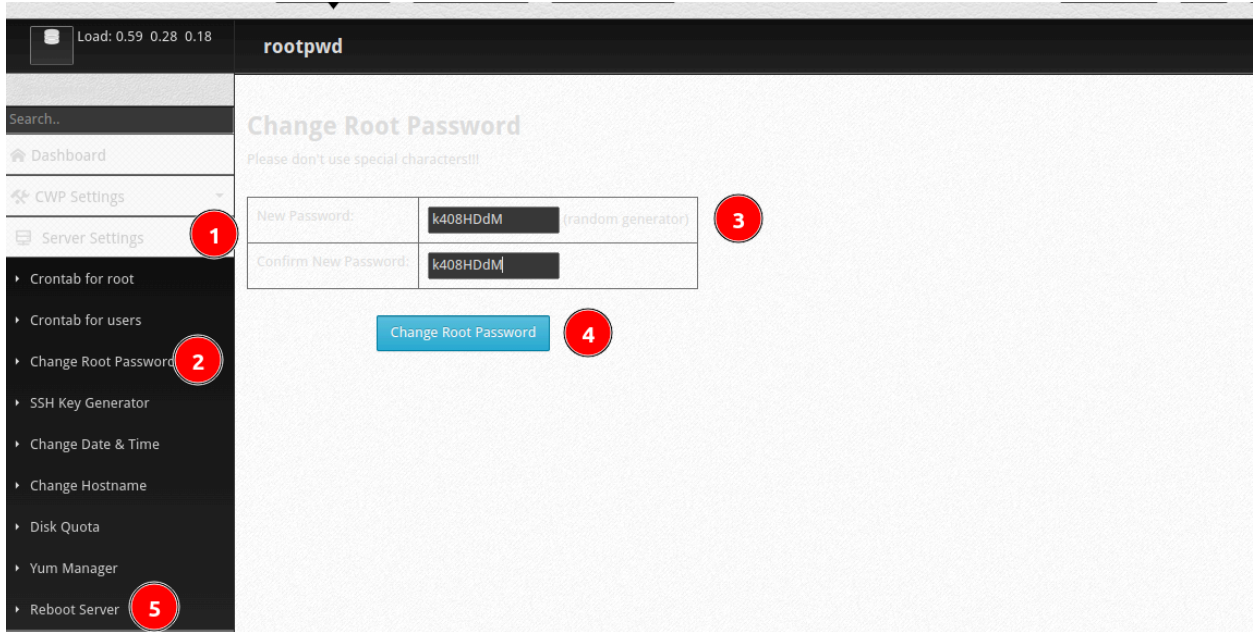 Load: 0.59 0.28 0.18
rootpwd
Search..
Dashboard
CWP Settings
Server Settings
1
Crontab for root
Crontab for users
Change Root Password
2
SSH Key Generator
Change Date & Time
Change Hostname
Disk Quota
Yum Manager
Reboot Server
5
Change Root Password
Please don't use special characters!!!
New Password: k408HDdM (random generator)
3
Confirm New Password: k408HDdM
Change Root Password
4